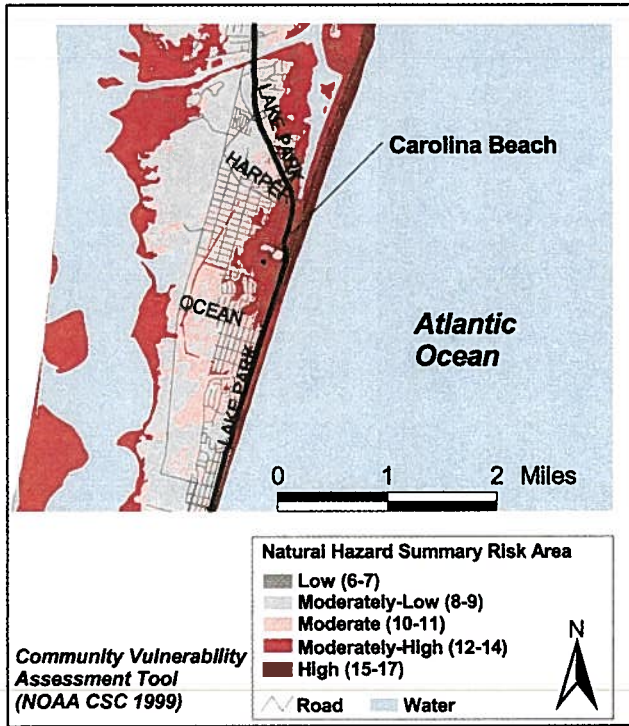 LAKE PARK
HARPER
Carolina Beach
OCEAN
Atlantic
Ocean
LAKE PARK
0 1 2 Miles
Natural Hazard Summary Risk Area
Low (6-7)
Moderately-Low (8-9)
Moderate (10-11)
Moderately-High (12-14)
High (15-17)
Road Water
N
Community Vulnerability
Assessment Tool
(NOAA CSC 1999)